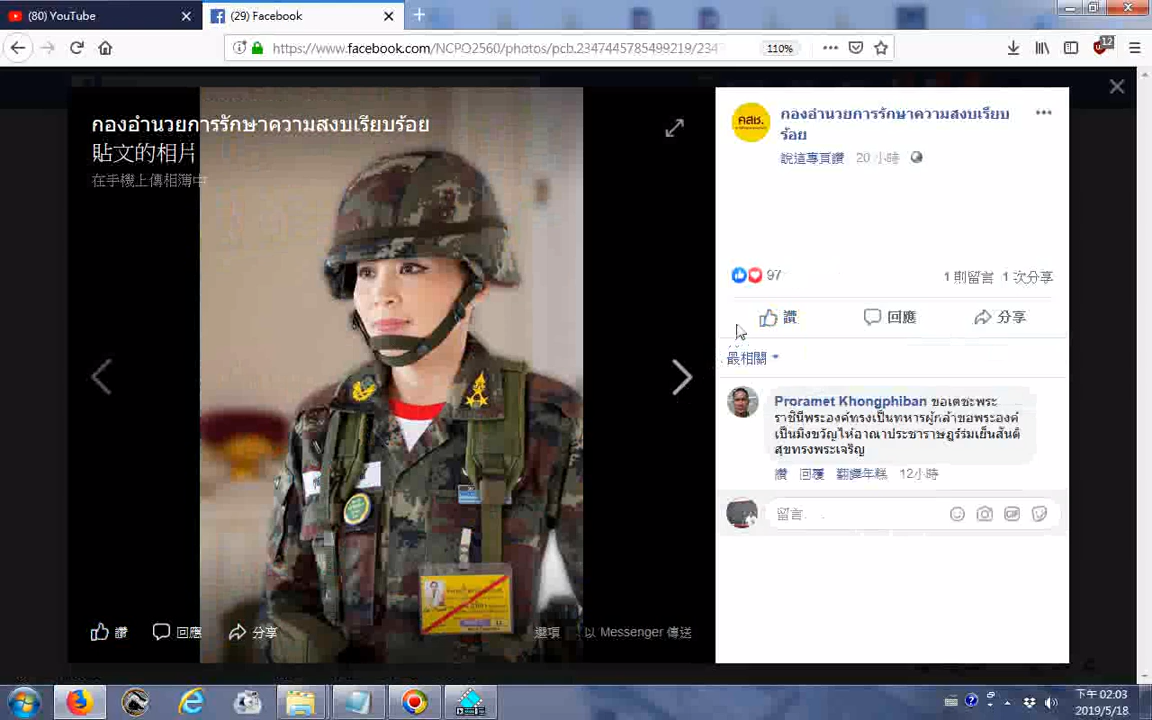 (80) YouTube
(29) Facebook
https://www.facebook.com/NCPO2560/photos/pcb.2347445785499219/234
110%
12
กองอำนวยการรักษาความสงบเรียบร้อย
貼文的相片
在手機上傳相簿中
讚
回應
分享
選項
以 Messenger 傳送
คสช.
กองอำนวยการรักษาความสงบเรียบ
ร้อย
說這專頁讚 20 小時
97
1則留言 1 次分享
讚
回應
分享
最相關
Proramet Khongphiban ขอเดชะพระ
ราชินีพระองค์ทรงเป็นทหารผู้กล้าขอพระองค์
เป็นมิ่งขวัญให้อาณาประชาราษฎร์ร่มเย็นสันติ
สุขทรงพระเจริญ
讚 回覆 翻譯年糕 12小時
留言
GIF
下午 02:03
2019/5/18